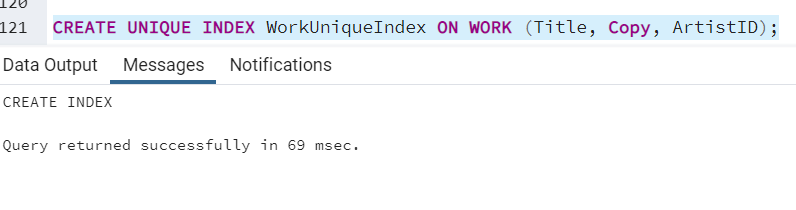 120
121 CREATE UNIQUE INDEX WorkUniqueIndex ON WORK (Title, Copy, ArtistID);
Data Output Messages Notifications
CREATE INDEX
Query returned successfully in 69 msec.